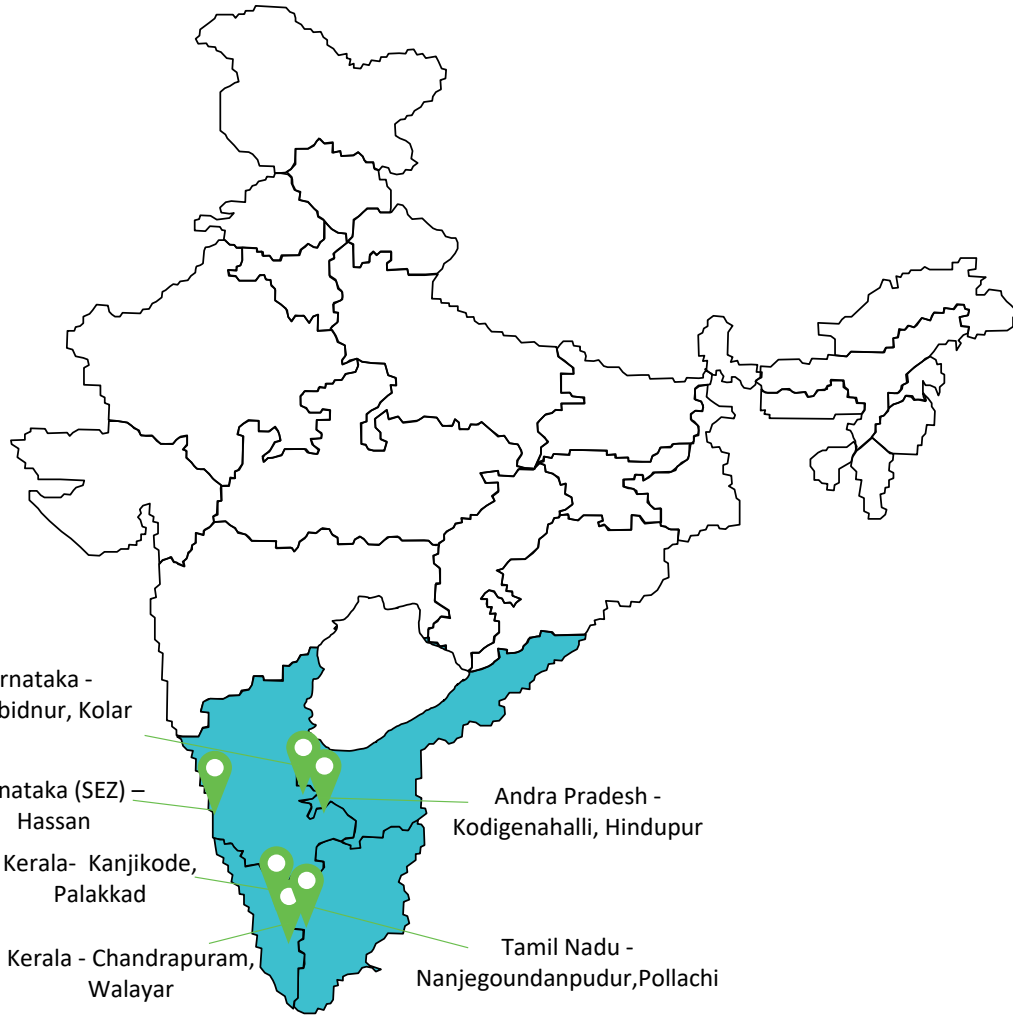 rnataka -
bidnur, Kolar
nataka (SEZ) –
Hassan
Andra Pradesh -
Kodigenahalli, Hindupur
Kerala-  Kanjikode,
Palakkad
Kerala - Chandrapuram,
Walayar
Tamil Nadu -
Nanjegoundanpudur,Pollachi